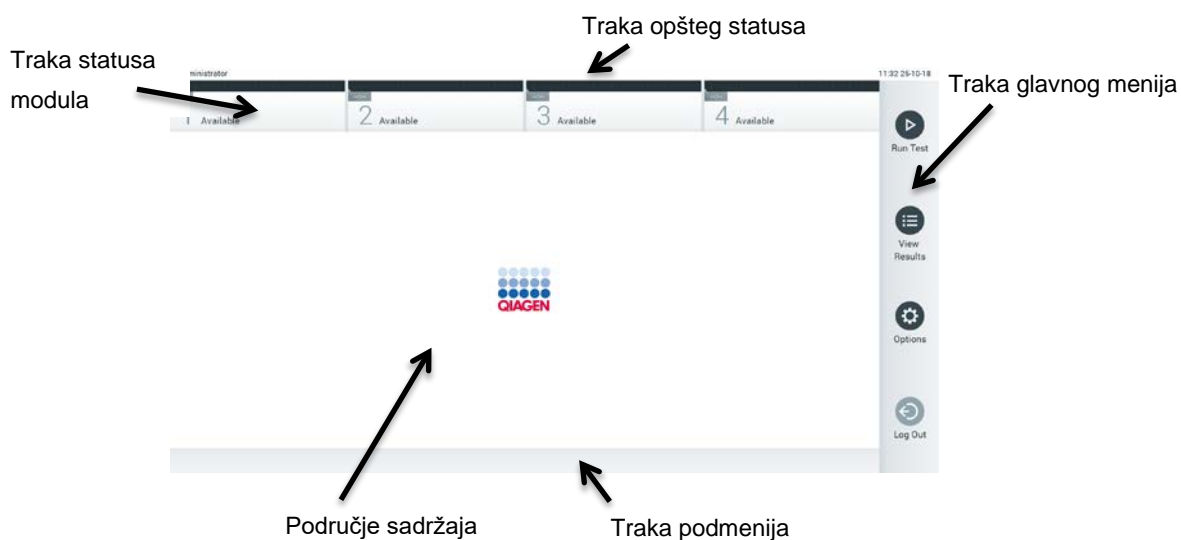 Traka opšteg statusa
Traka statusa
modula
Traka glavnog menija
ministrator
11:32 25-10-18
Available
2 Available
3 Available
4 Available
Run Test
View
Results
QIAGEN
Options
Log Out
Područje sadržaja
Traka podmenija